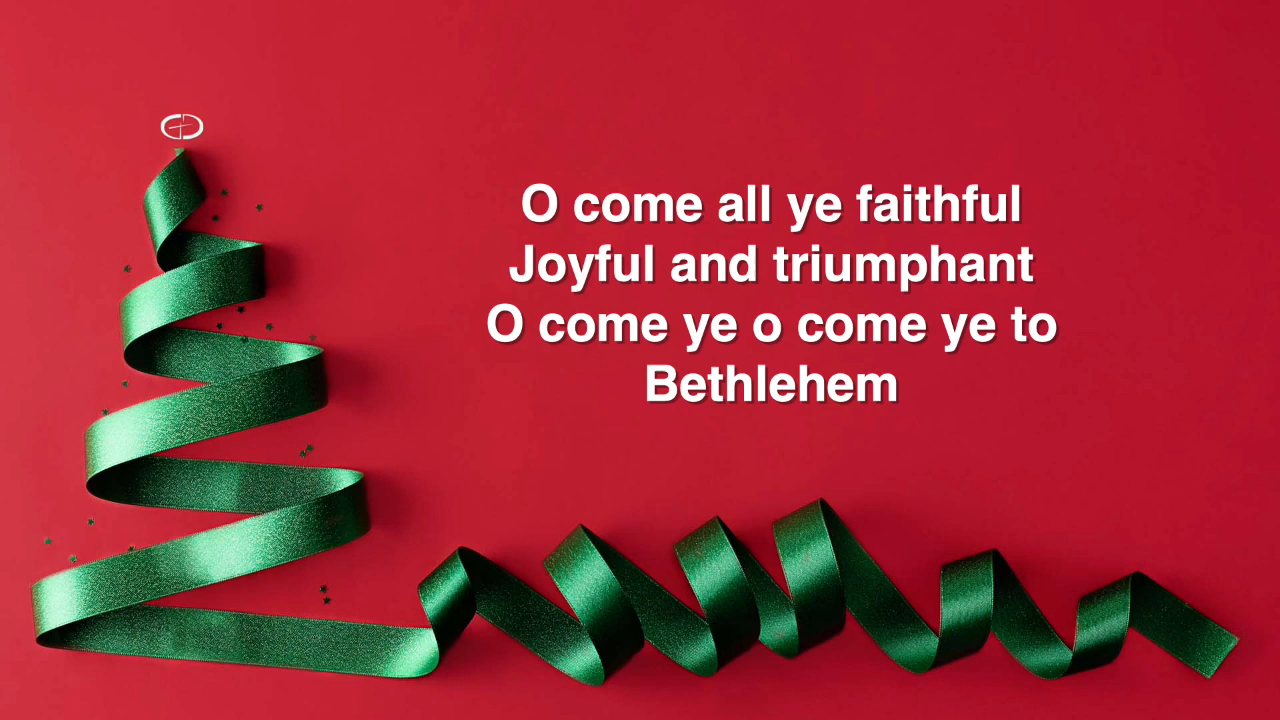 O come all ye faithful
Joyful and triumphant
O come ye o come ye to
Bethlehem